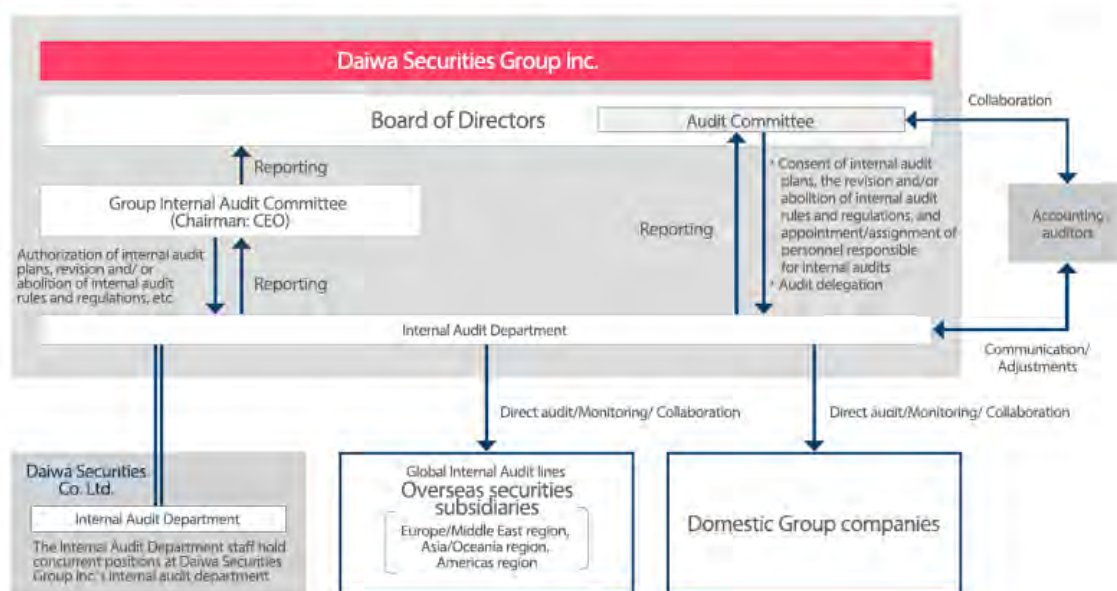 Daiwa Securities Group Inc.
Board of Directors
Audit Committee
Collaboration
Reporting
Group Internal Audit Committee
(Chairman: CEO)
Authorization of internal audit
plans, revision and/ or
abolition of internal audit
rules and regulations, etc
Reporting
Reporting
• Consent of internal audit
plans, the revision and/or
abolition of internal audit
rules and regulations, and
appointment/assignment of
personnel responsible
for internal audits
• Audit delegation
Accounting
auditors
Internal Audit Department
Communication/
Adjustments
Direct audit/Monitoring/ Collaboration
Direct audit/Monitoring/ Collaboration
Daiwa Securities
Co. Ltd.
Internal Audit Department
The Internal Audit Department staff hold
concurrent positions at Daiwa Securities
Group Inc.'s internal audit department
Global Internal Audit lines
Overseas securities
subsidiaries
Europe/Middle East region,
Asia/Oceania region,
Americas region
Domestic Group companies